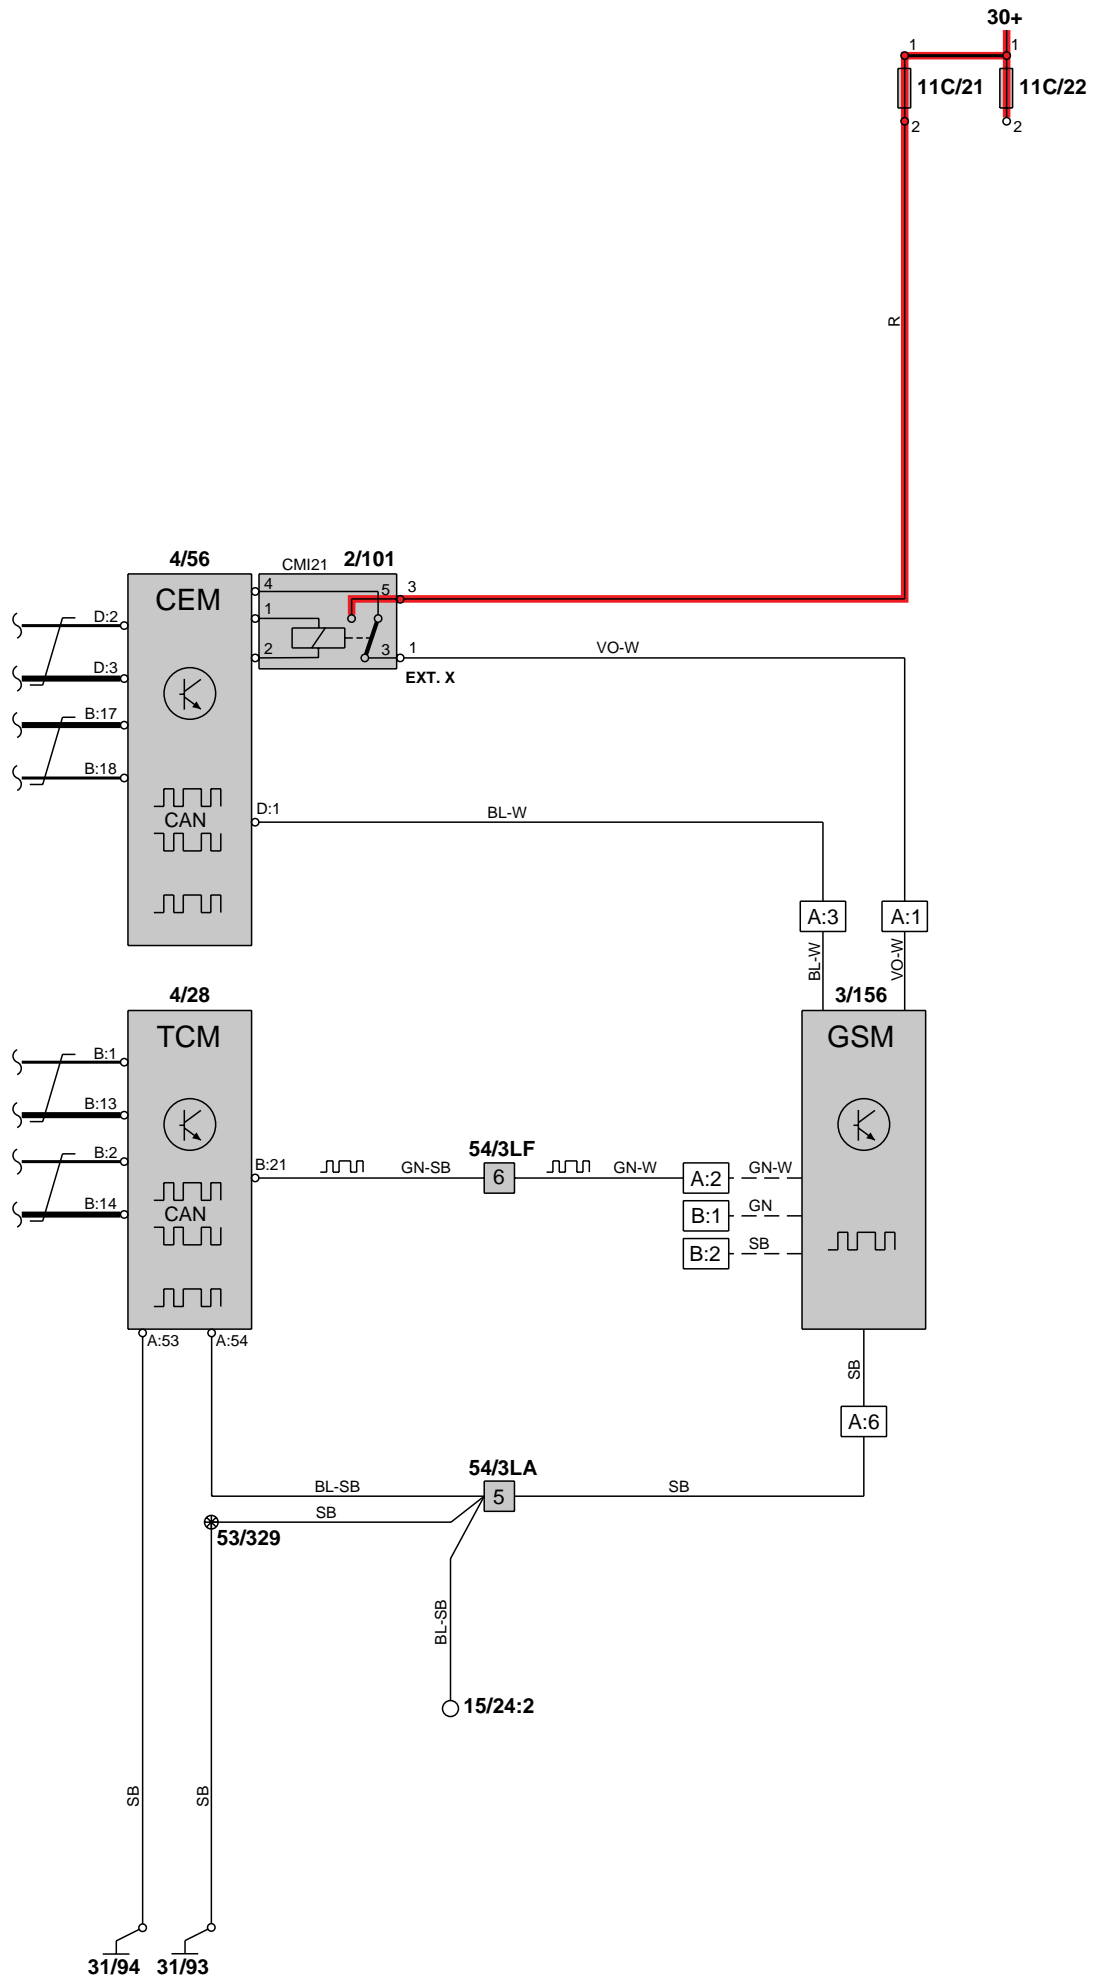 30+
1 1
11C/21 11C/22
2 2
R
4/56 CMI21 2/101
CEM
4 5 3
D:2 1
2 3 1 VO-W
EXT. X
D:3
B:17
B:18
D:1 BL-W
CAN
A:3 A:1
BL-W VO-W
4/28 3/156
TCM GSM
B:1
B:13
B:2
B:14
54/3LF
B:21 GN-SB 6 GN-W A:2 GN-W
B:1 GN
B:2 SB
CAN
A:53 A:54
SB
A:6
54/3LA
BL-SB 5 SB
SB
53/329
BL-SB
15/24:2
SB SB
31/94 31/93